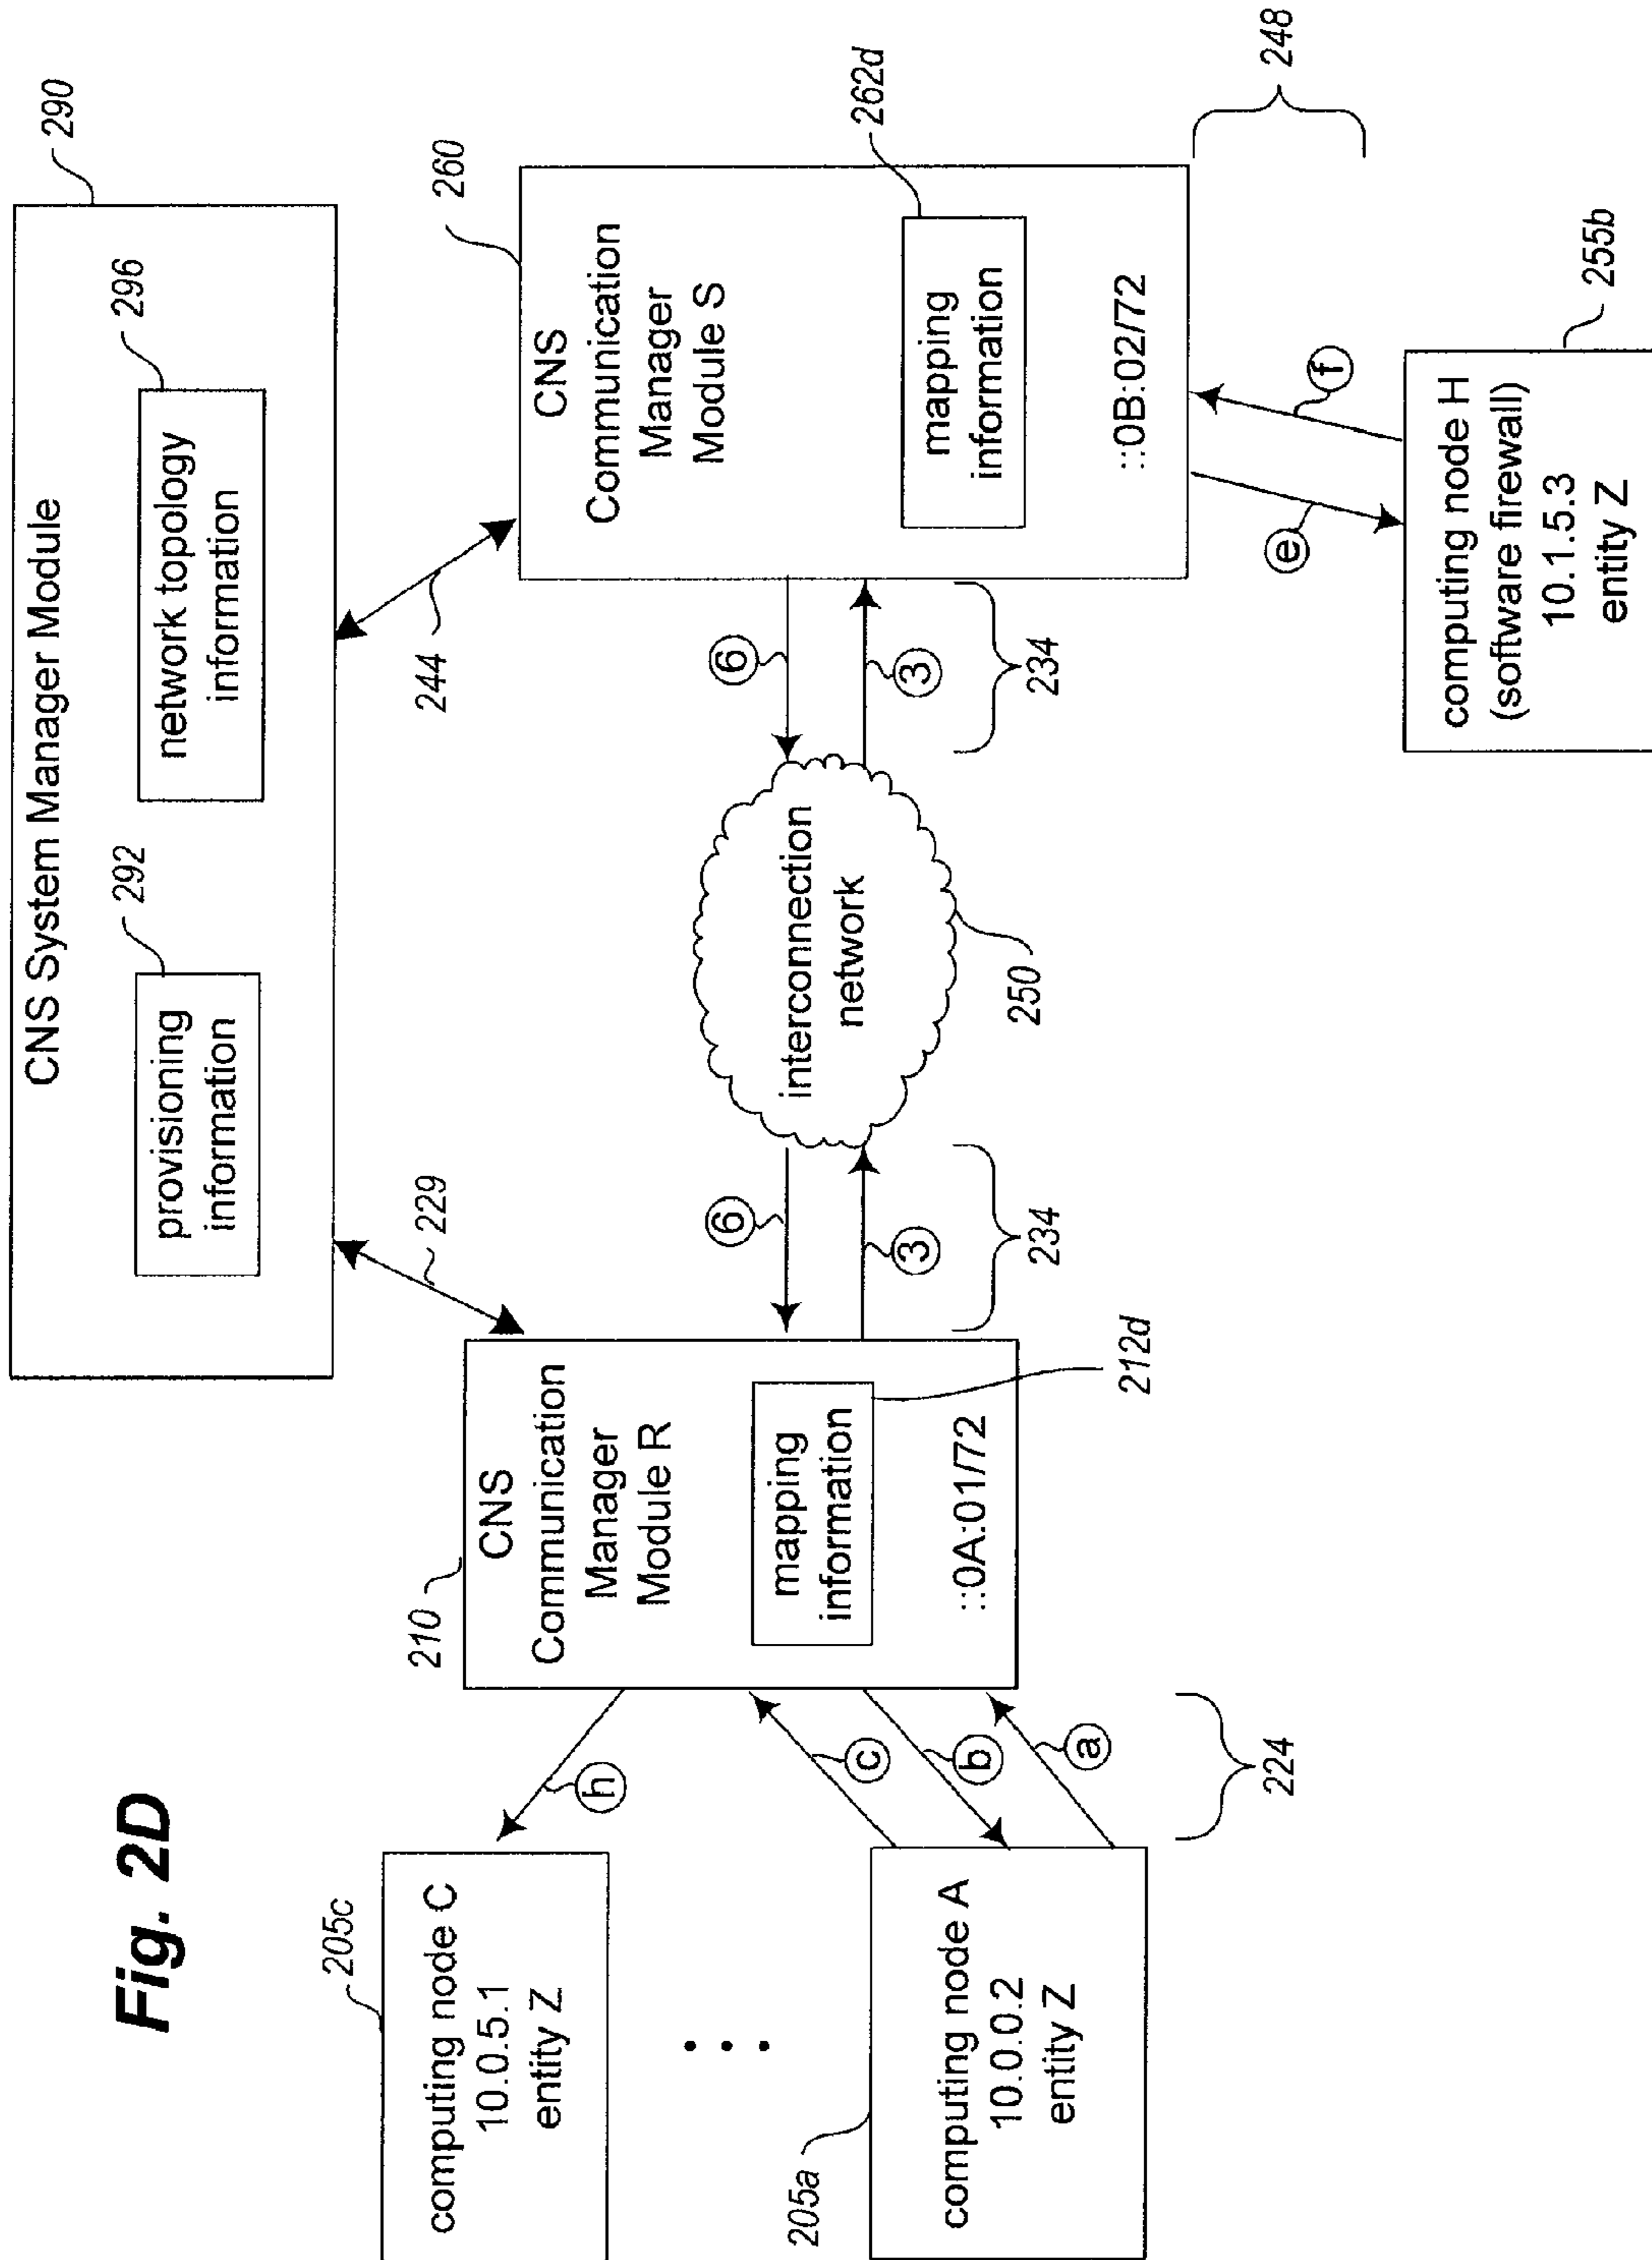 Fig. 2D
CNS System Manager Module
290
provisioning
information
292
network topology
information
296
229
244
205c
computing node C
10.0.5.1
entity Z
h
205a
computing node A
10.0.0.2
entity Z
c
b
a
224
210
CNS
Communication
Manager
Module R
mapping
information
212d
::0A:01/72
6
3
234
interconnection
network
250
6
3
234
260
CNS
Communication
Manager
Module S
mapping
information
262d
::0B:02/72
248
e
f
computing node H
(software firewall)
10.1.5.3
entity Z
255b